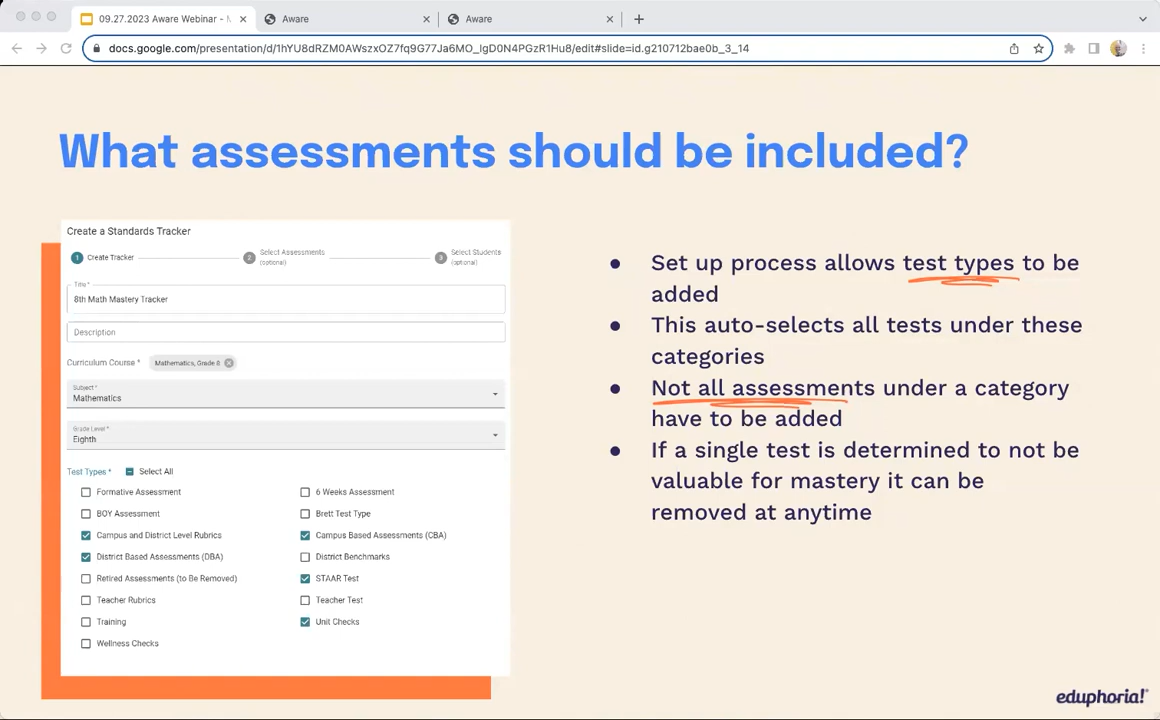 09.27.2023 Aware Webinar - M
Aware
Aware
docs.google.com/presentation/d/1hYU8dRZM0AWszxOZ7fq9G77Ja6MO_IgD0N4PGzR1Hu8/edit#slide=id.g210712bae0b_3_14
What assessments should be included?
Create a Standards Tracker
1 Create Tracker
2 Select Assessments
(optional)
3 Select Students
(optional)
Title *
8th Math Mastery Tracker
Description
Curriculum Course * Mathematics, Grade 8
Subject *
Mathematics
Grade Level *
Eighth
Test Types * Select All
Formative Assessment
6 Weeks Assessment
BOY Assessment
Brett Test Type
Campus and District Level Rubrics
Campus Based Assessments (CBA)
District Based Assessments (DBA)
District Benchmarks
Retired Assessments (to Be Removed)
STAAR Test
Teacher Rubrics
Teacher Test
Training
Unit Checks
Wellness Checks
● Set up process allows test types to be
added
● This auto-selects all tests under these
categories
● Not all assessments under a category
have to be added
● If a single test is determined to not be
valuable for mastery it can be
removed at anytime
eduphoria!